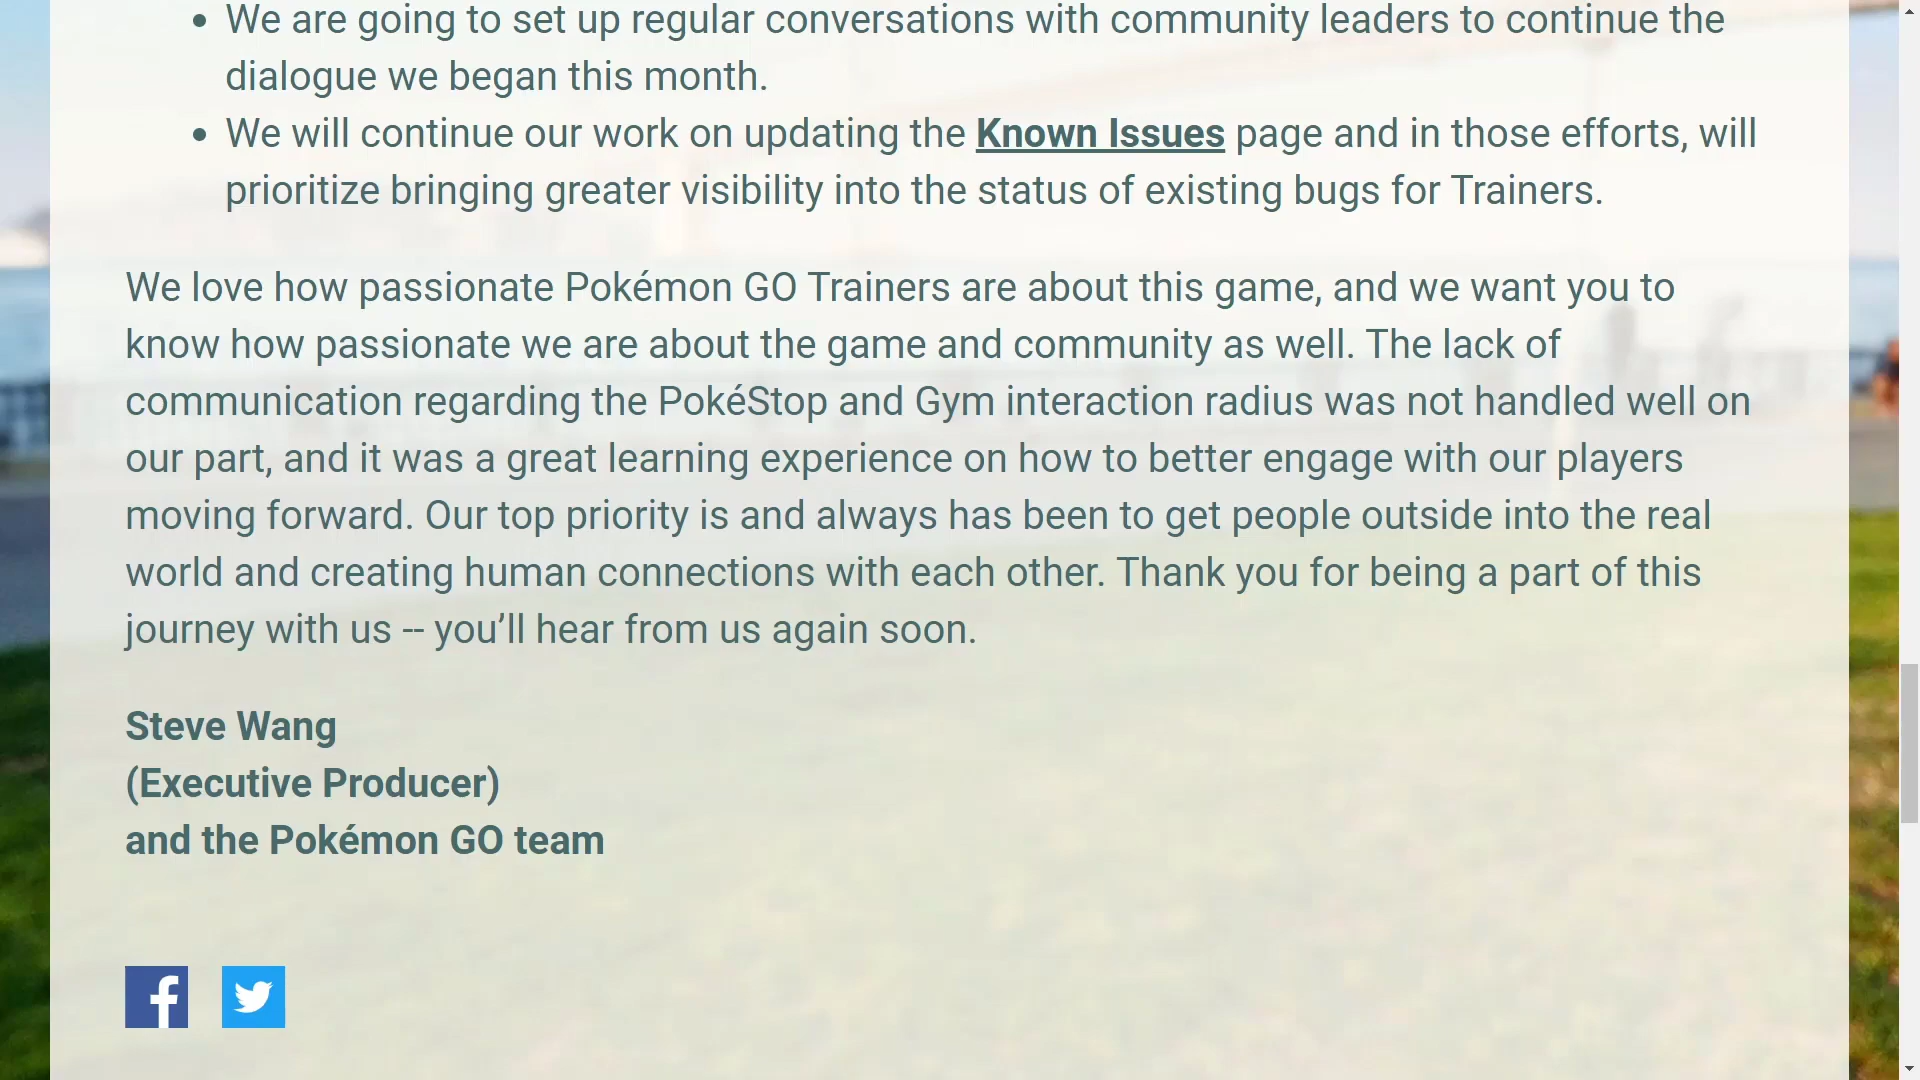 • We are going to set up regular conversations with community leaders to continue the
dialogue we began this month.
• We will continue our work on updating the Known Issues page and in those efforts, will
prioritize bringing greater visibility into the status of existing bugs for Trainers.
We love how passionate Pokémon GO Trainers are about this game, and we want you to
know how passionate we are about the game and community as well. The lack of
communication regarding the PokéStop and Gym interaction radius was not handled well on
our part, and it was a great learning experience on how to better engage with our players
moving forward. Our top priority is and always has been to get people outside into the real
world and creating human connections with each other. Thank you for being a part of this
journey with us -- you’ll hear from us again soon.
Steve Wang
(Executive Producer)
and the Pokémon GO team